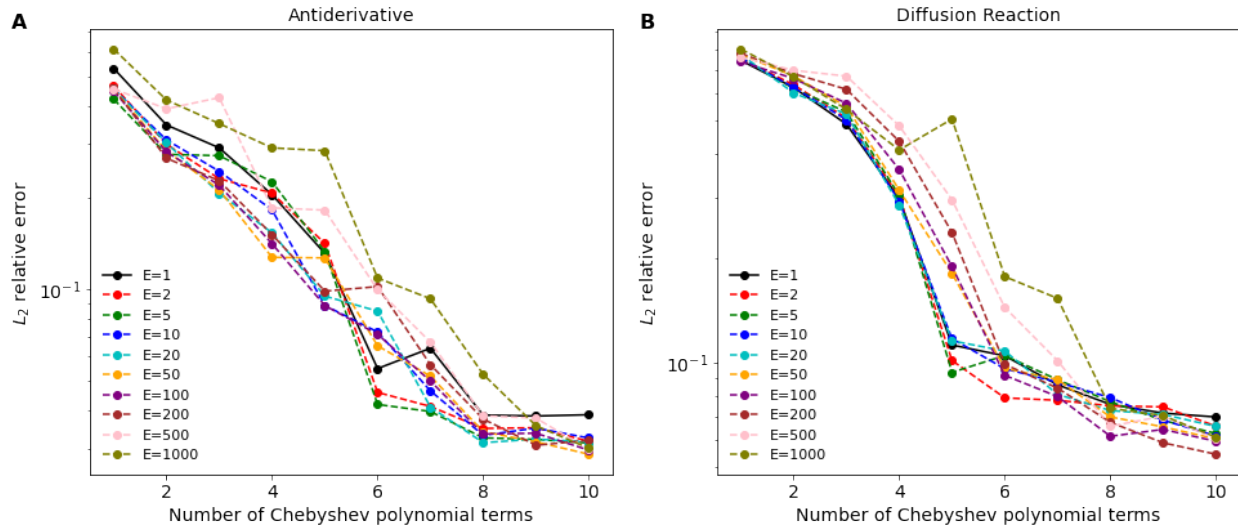 A
Antiderivative
L₂ relative error
10⁻¹
E=1
E=2
E=5
E=10
E=20
E=50
E=100
E=200
E=500
E=1000
2 4 6 8 10
Number of Chebyshev polynomial terms
B
Diffusion Reaction
L₂ relative error
10⁻¹
E=1
E=2
E=5
E=10
E=20
E=50
E=100
E=200
E=500
E=1000
2 4 6 8 10
Number of Chebyshev polynomial terms